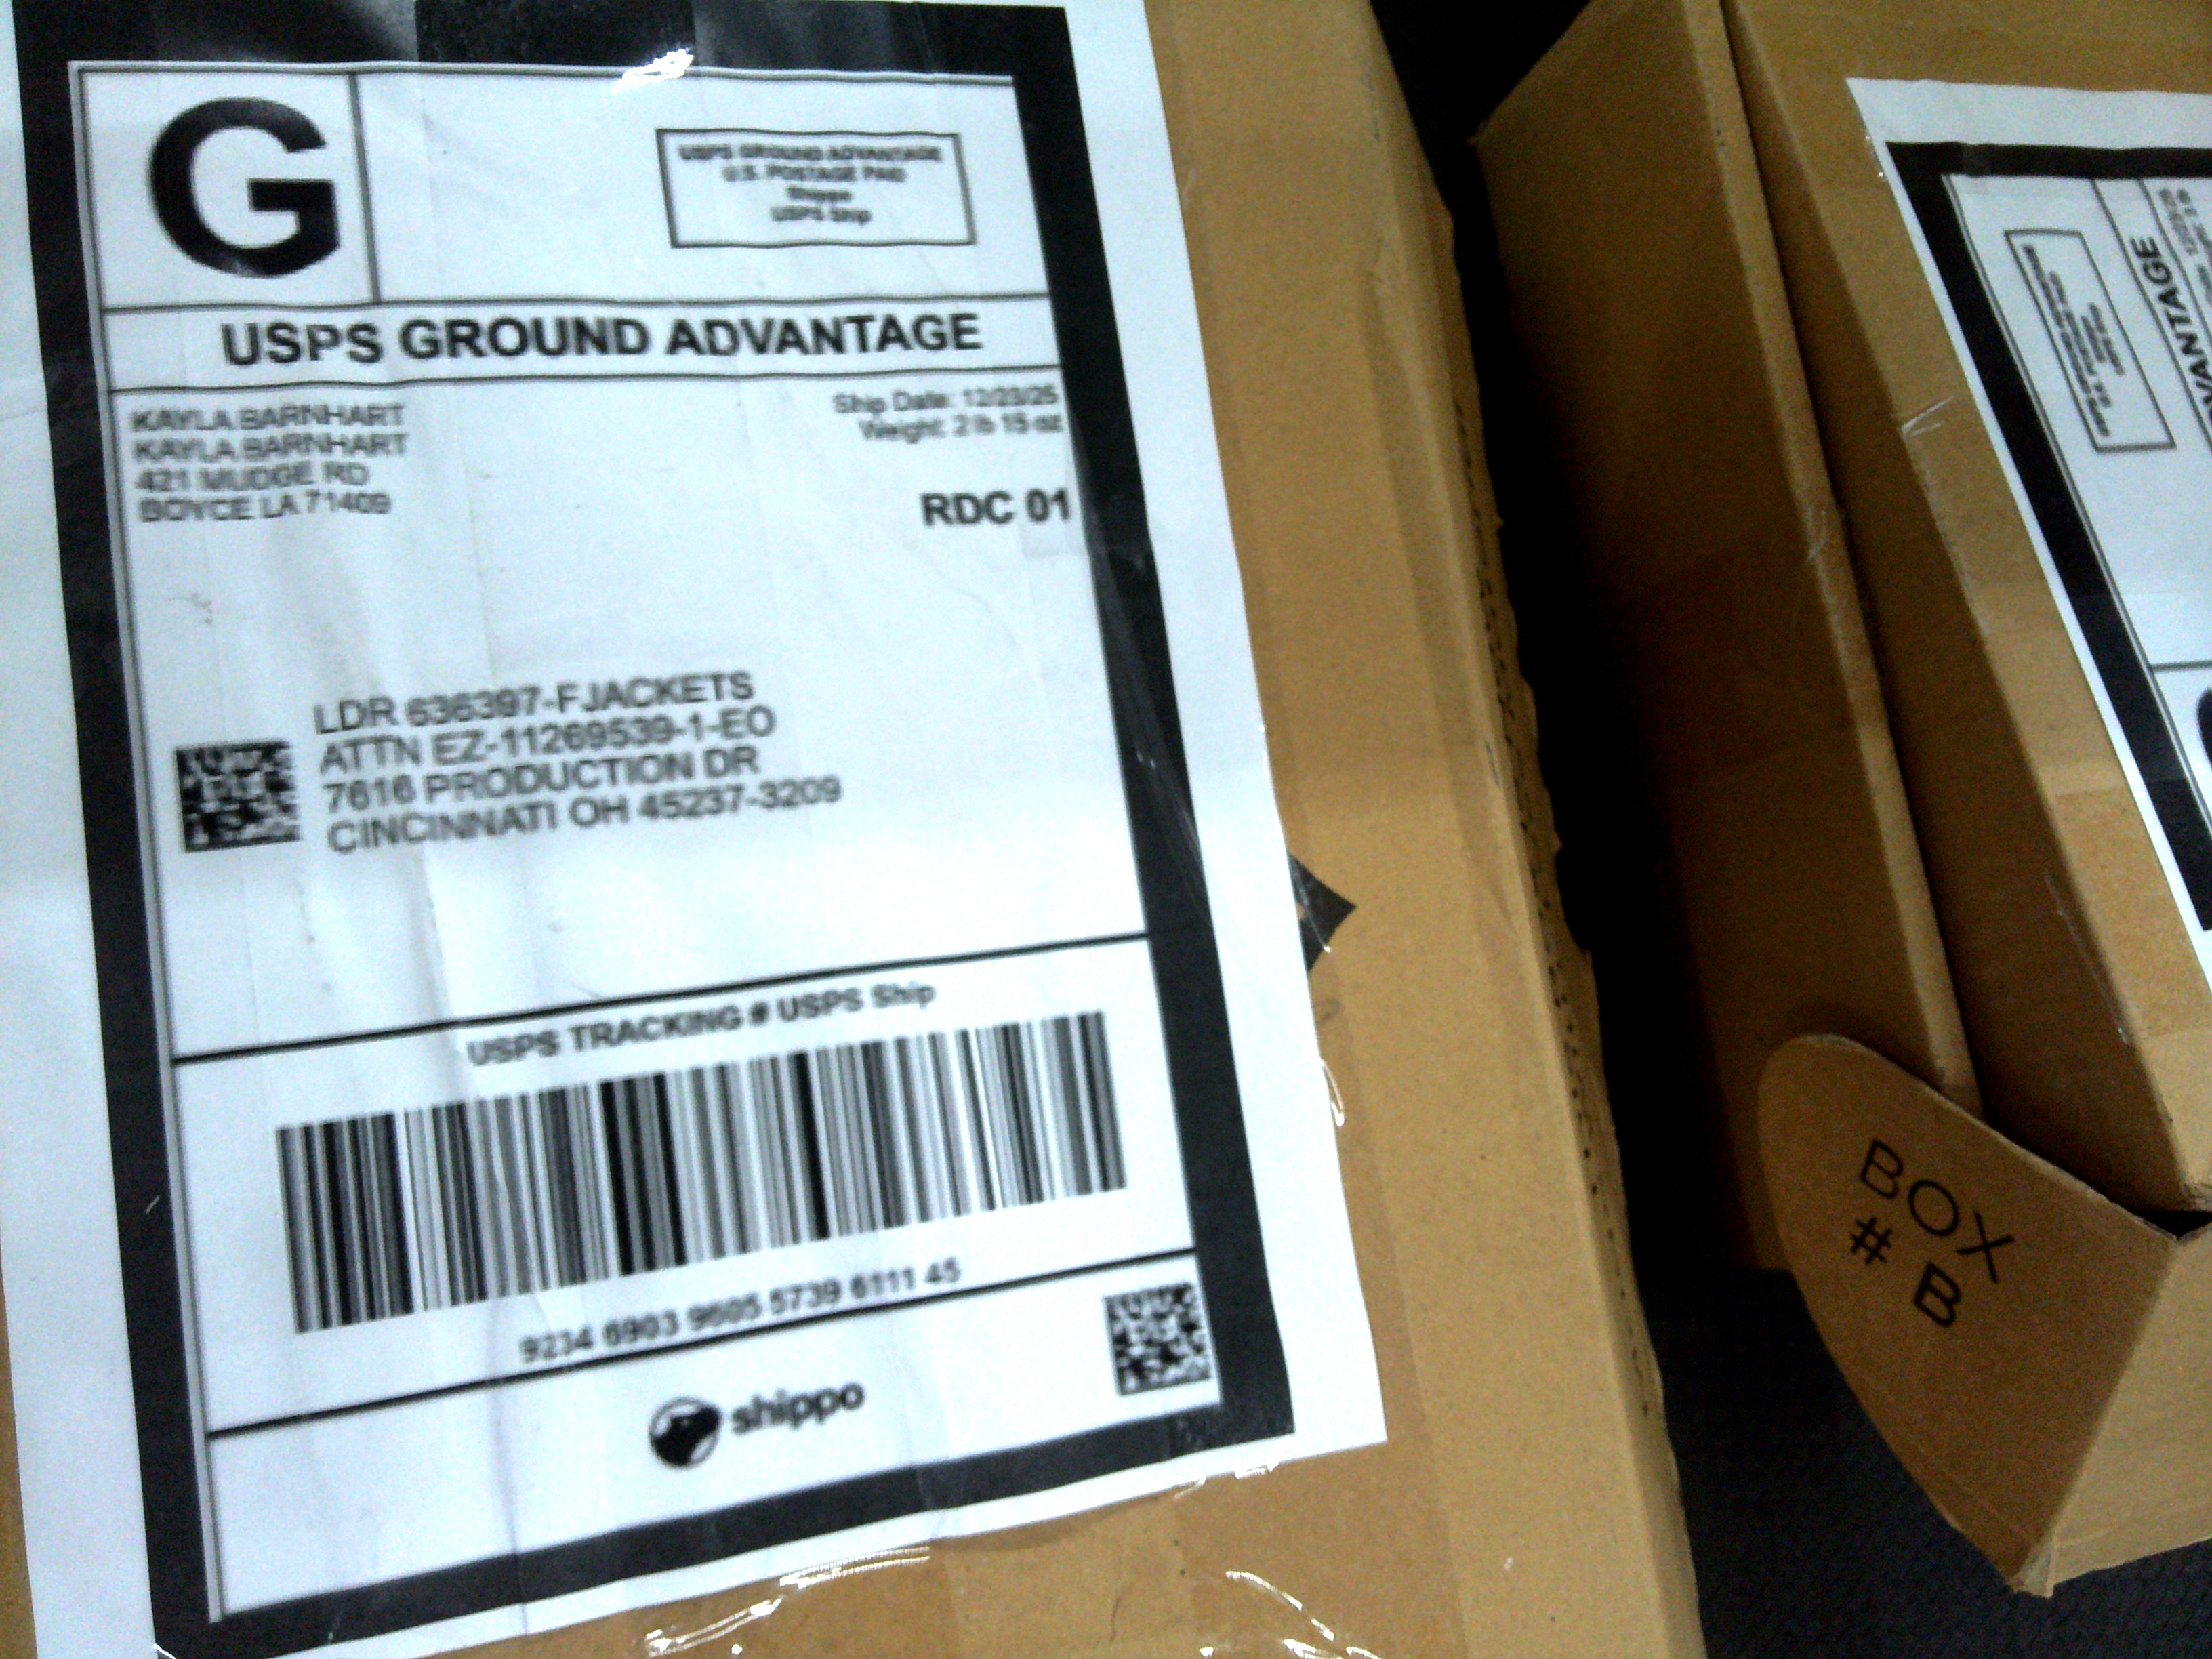 G
USPS GROUND ADVANTAGE
U.S. POSTAGE PAID
Shippo
USPS Ship
USPS GROUND ADVANTAGE
KAYLA BARNHART
KAYLA BARNHART
421 MUDGE RD
BOYCE LA 71409
Ship Date: 12/23/25
Weight: 2 lb 15 oz
RDC 01
LDR 636397-FJACKETS
ATTN EZ-11269539-1-EO
7616 PRODUCTION DR
CINCINNATI OH 45237-3209
USPS TRACKING # USPS Ship
9234 6903 9605 5739 6111 45
shippo
VANTAGE
BOX
# B